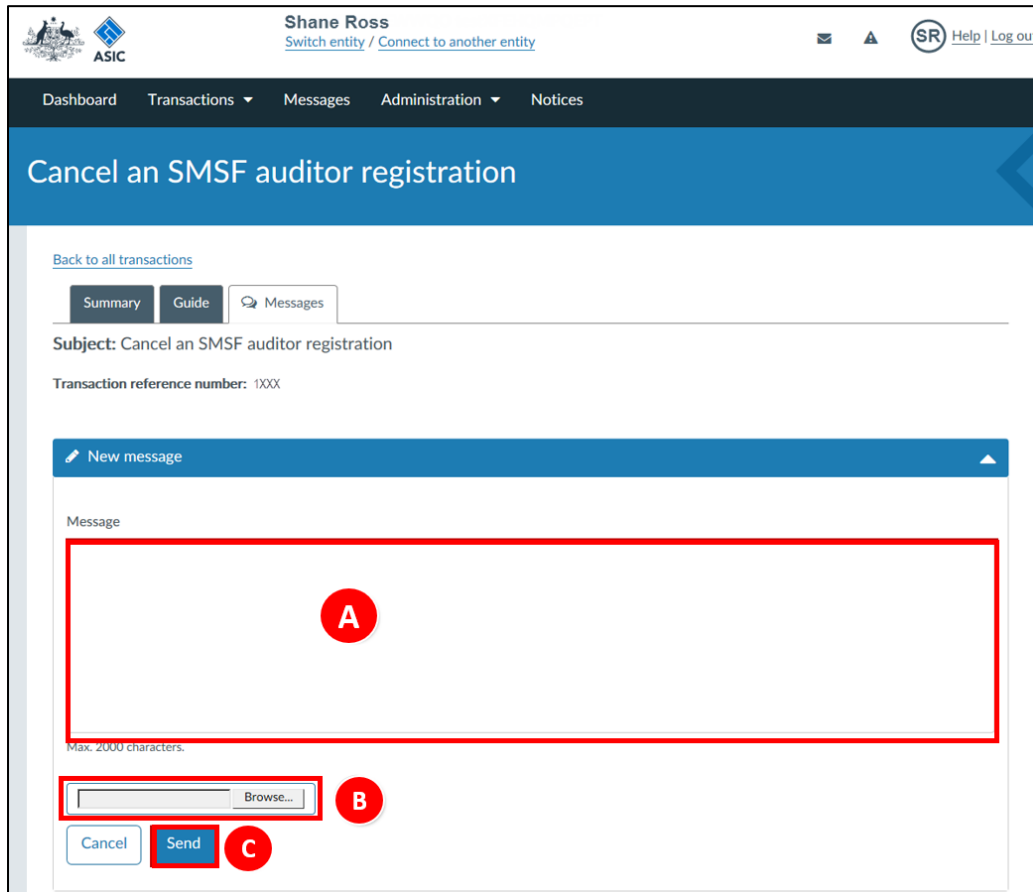 Shane Ross
ASIC
Switch entity / Connect to another entity
SR Help | Log ou
Dashboard Transactions Messages Administration Notices
Cancel an SMSF auditor registration
Back to all transactions
Summary Guide Messages
Subject: Cancel an SMSF auditor registration
Transaction reference number: 1XXX
New message
Message
A
Max. 2000 characters.
Browse... B
Cancel Send C